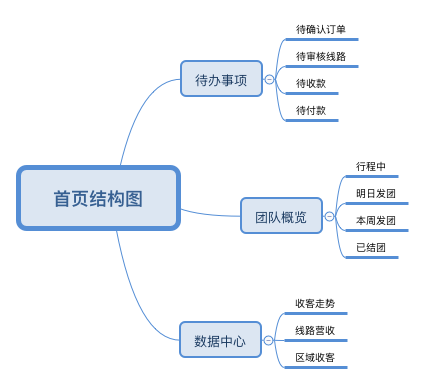 首页结构图
待办事项
待确认订单
待审核线路
待收款
待付款
团队概览
行程中
明日发团
本周发团
已结团
数据中心
收客走势
线路营收
区域收客